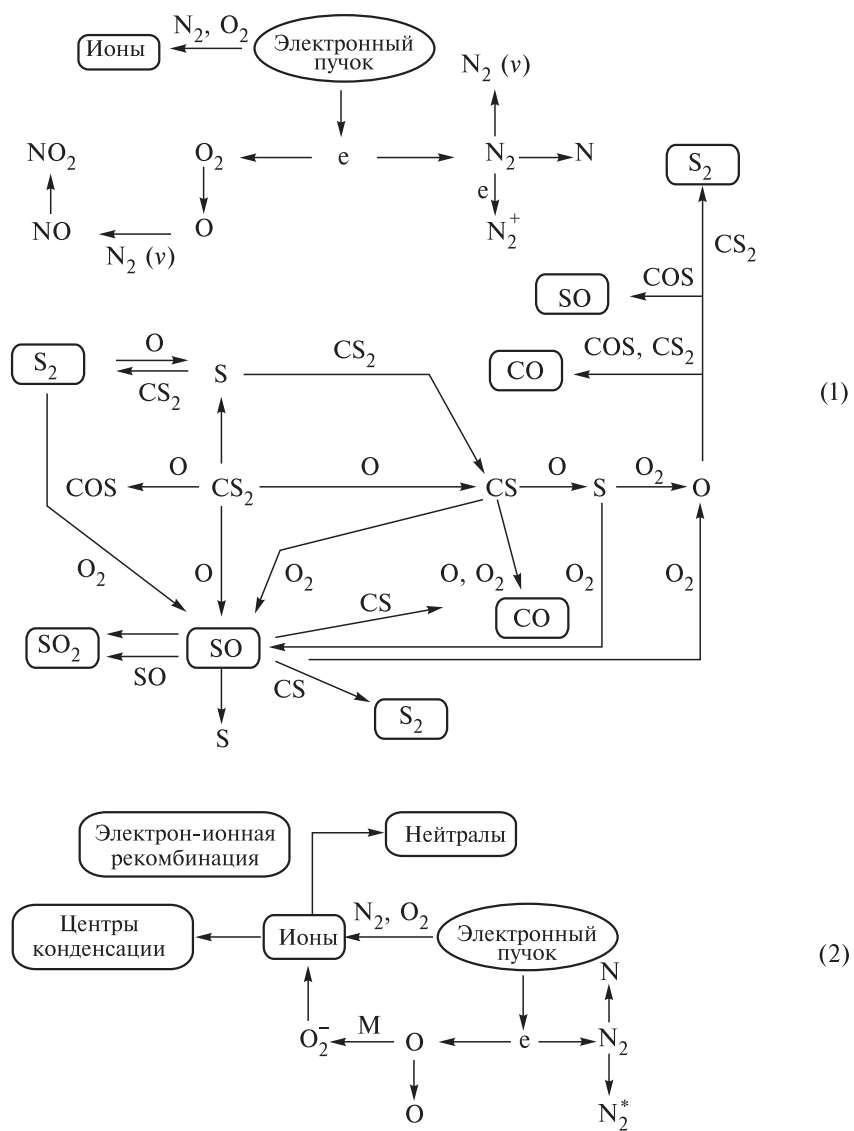 N2, O2
Ионы
Электронный
пучок
N2 (v)
NO2
O2
e
N2
N
S2
e
NO
O
N2+
N2 (v)
CS2
COS
SO
S2
O
CS2
COS, CS2
CO
CS2
S
(1)
COS
O
CS2
O
CS
O
S
O2
O
O2
O
O2
O, O2
O2
O2
CS
CO
SO2
SO
SO
CS
S2
S
Электрон-ионная
рекомбинация
Нейтралы
Центры
конденсации
Ионы
N2, O2
Электронный
пучок
(2)
N
O2−
M
O
e
N2
O
N2*